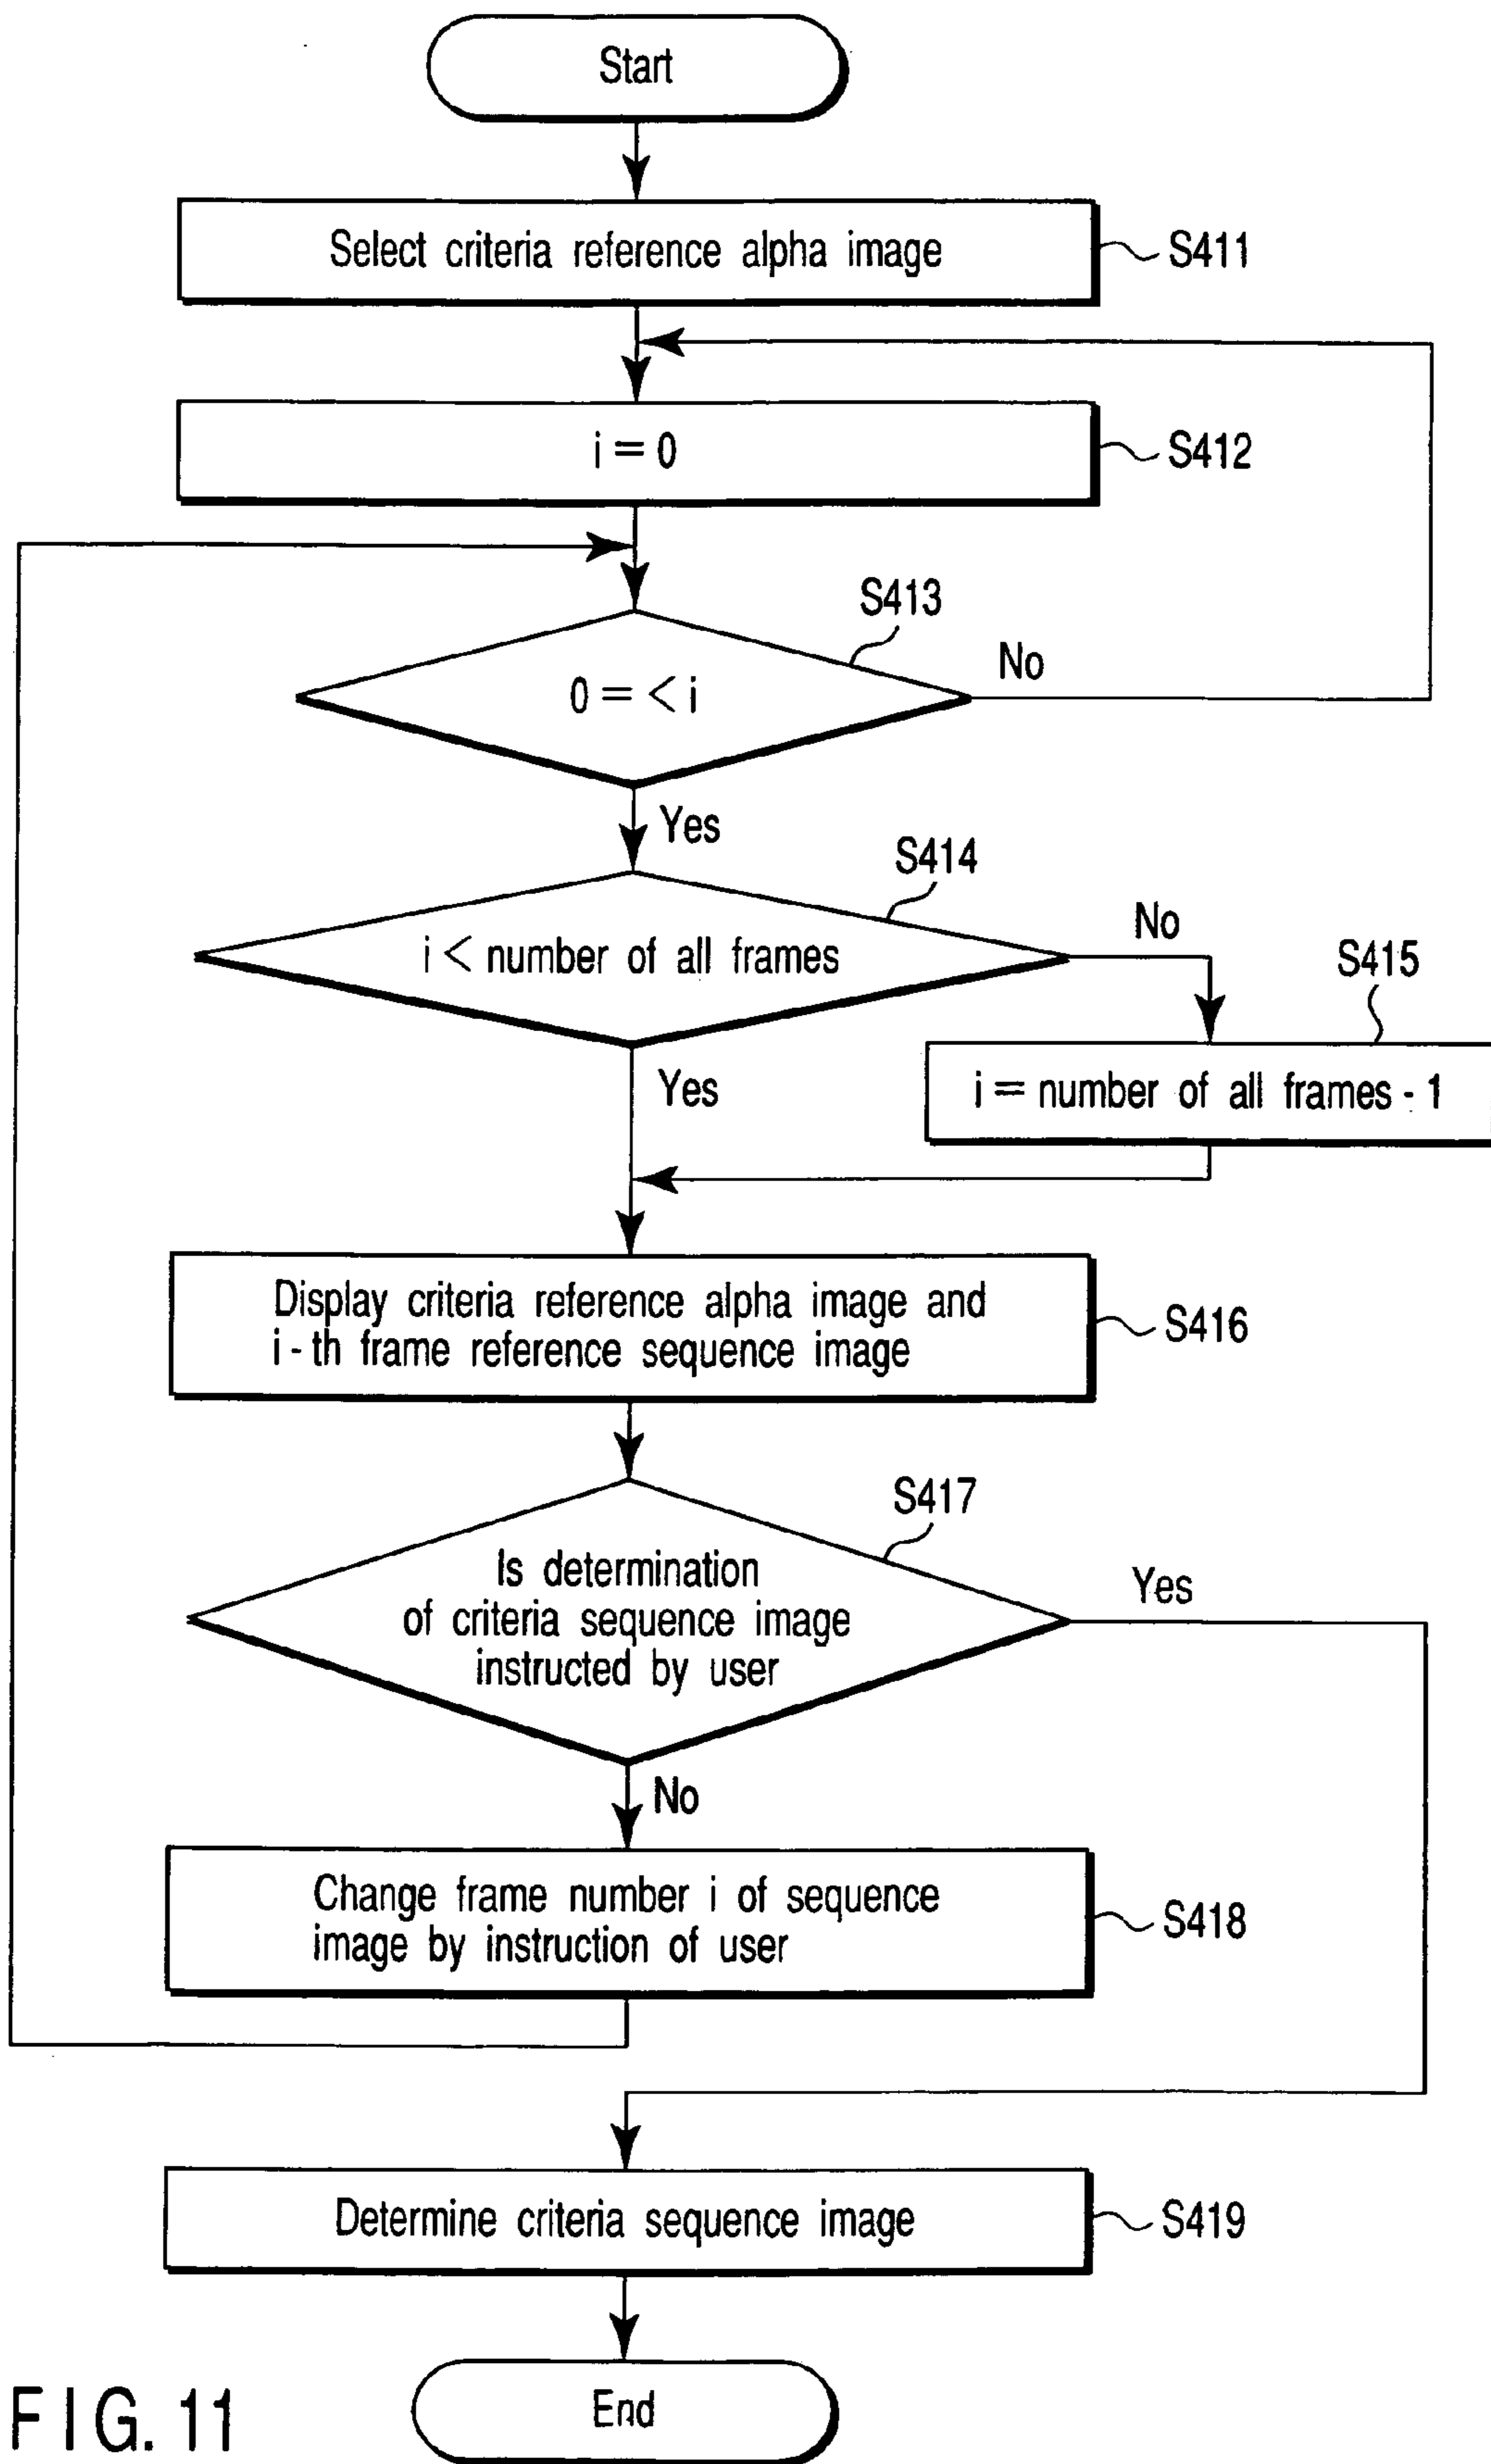 Start
Select criteria reference alpha image
S411
i = 0
S412
S413
0 = < i
No
Yes
S414
i < number of all frames
No
S415
Yes
i = number of all frames - 1
Display criteria reference alpha image and
i - th frame reference sequence image
S416
S417
Is determination
of criteria sequence image
instructed by user
Yes
No
Change frame number i of sequence
image by instruction of user
S418
Determine criteria sequence image
S419
End
FIG. 11